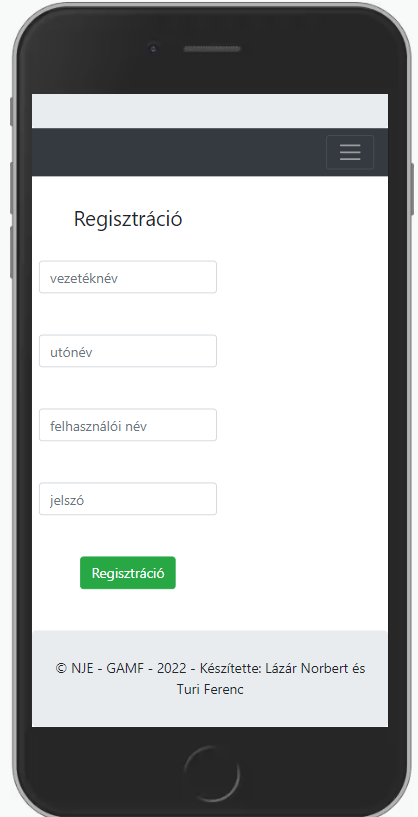 Regisztráció
vezetéknév
utónév
felhasználói név
jelszó
Regisztráció
© NJE - GAMF - 2022 - Készítette: Lázár Norbert és
Turi Ferenc